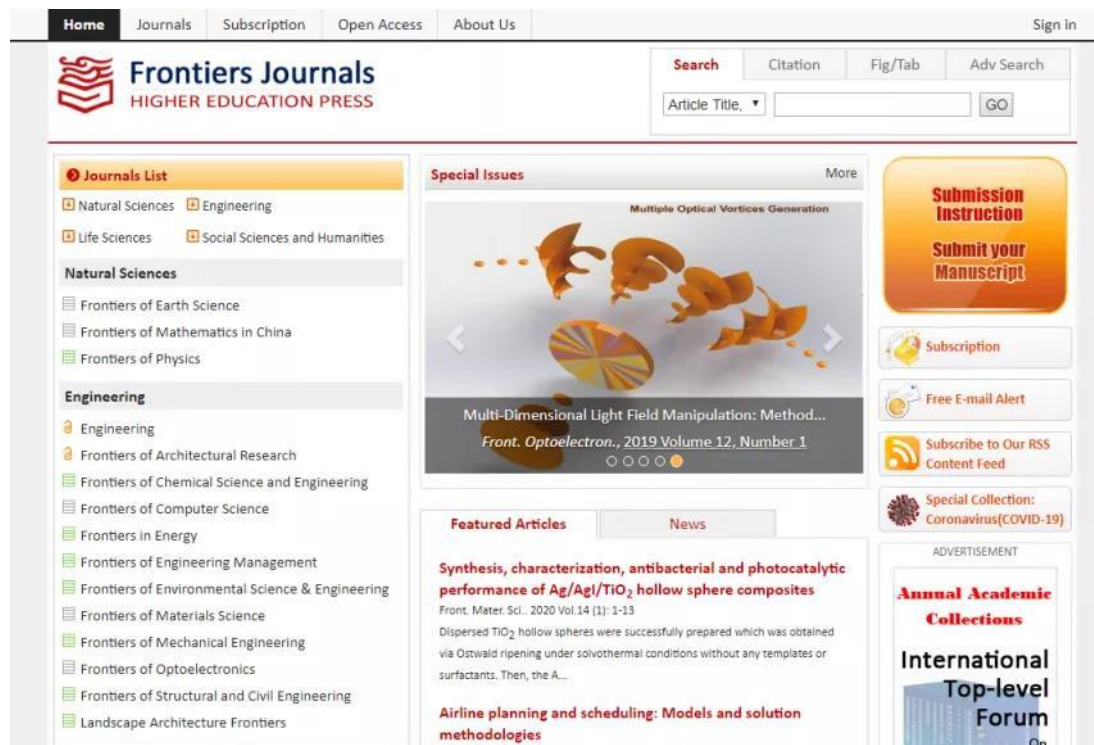 Home Journals Subscription Open Access About Us Sign in
Frontiers Journals
HIGHER EDUCATION PRESS
Search Citation Fig/Tab Adv Search
Article Title, GO
Journals List
Natural Sciences Engineering
Life Sciences Social Sciences and Humanities
Natural Sciences
Frontiers of Earth Science
Frontiers of Mathematics in China
Frontiers of Physics
Engineering
Engineering
Frontiers of Architectural Research
Frontiers of Chemical Science and Engineering
Frontiers of Computer Science
Frontiers in Energy
Frontiers of Engineering Management
Frontiers of Environmental Science & Engineering
Frontiers of Materials Science
Frontiers of Mechanical Engineering
Frontiers of Optoelectronics
Frontiers of Structural and Civil Engineering
Landscape Architecture Frontiers
Special Issues More
Multiple Optical Vortices Generation
Multi-Dimensional Light Field Manipulation: Method...
Front. Optoelectron., 2019 Volume 12, Number 1
Featured Articles News
Synthesis, characterization, antibacterial and photocatalytic
performance of Ag/AgI/TiO2 hollow sphere composites
Front. Mater. Sci.. 2020 Vol.14 (1): 1-13
Dispersed TiO2 hollow spheres were successfully prepared which was obtained
via Ostwald ripening under solvothermal conditions without any templates or
surfactants. Then, the A...
Airline planning and scheduling: Models and solution
methodologies
Submission
Instruction
Submit your
Manuscript
Subscription
Free E-mail Alert
Subscribe to Our RSS
Content Feed
Special Collection:
Coronavirus(COVID-19)
ADVERTISEMENT
Annual Academic
Collections
International
Top-level
Forum
On